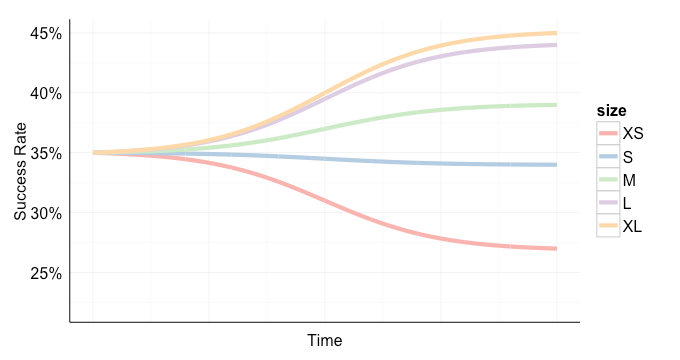 45%
40%
35%
30%
25%
Success Rate
Time
size
XS
S
M
L
XL